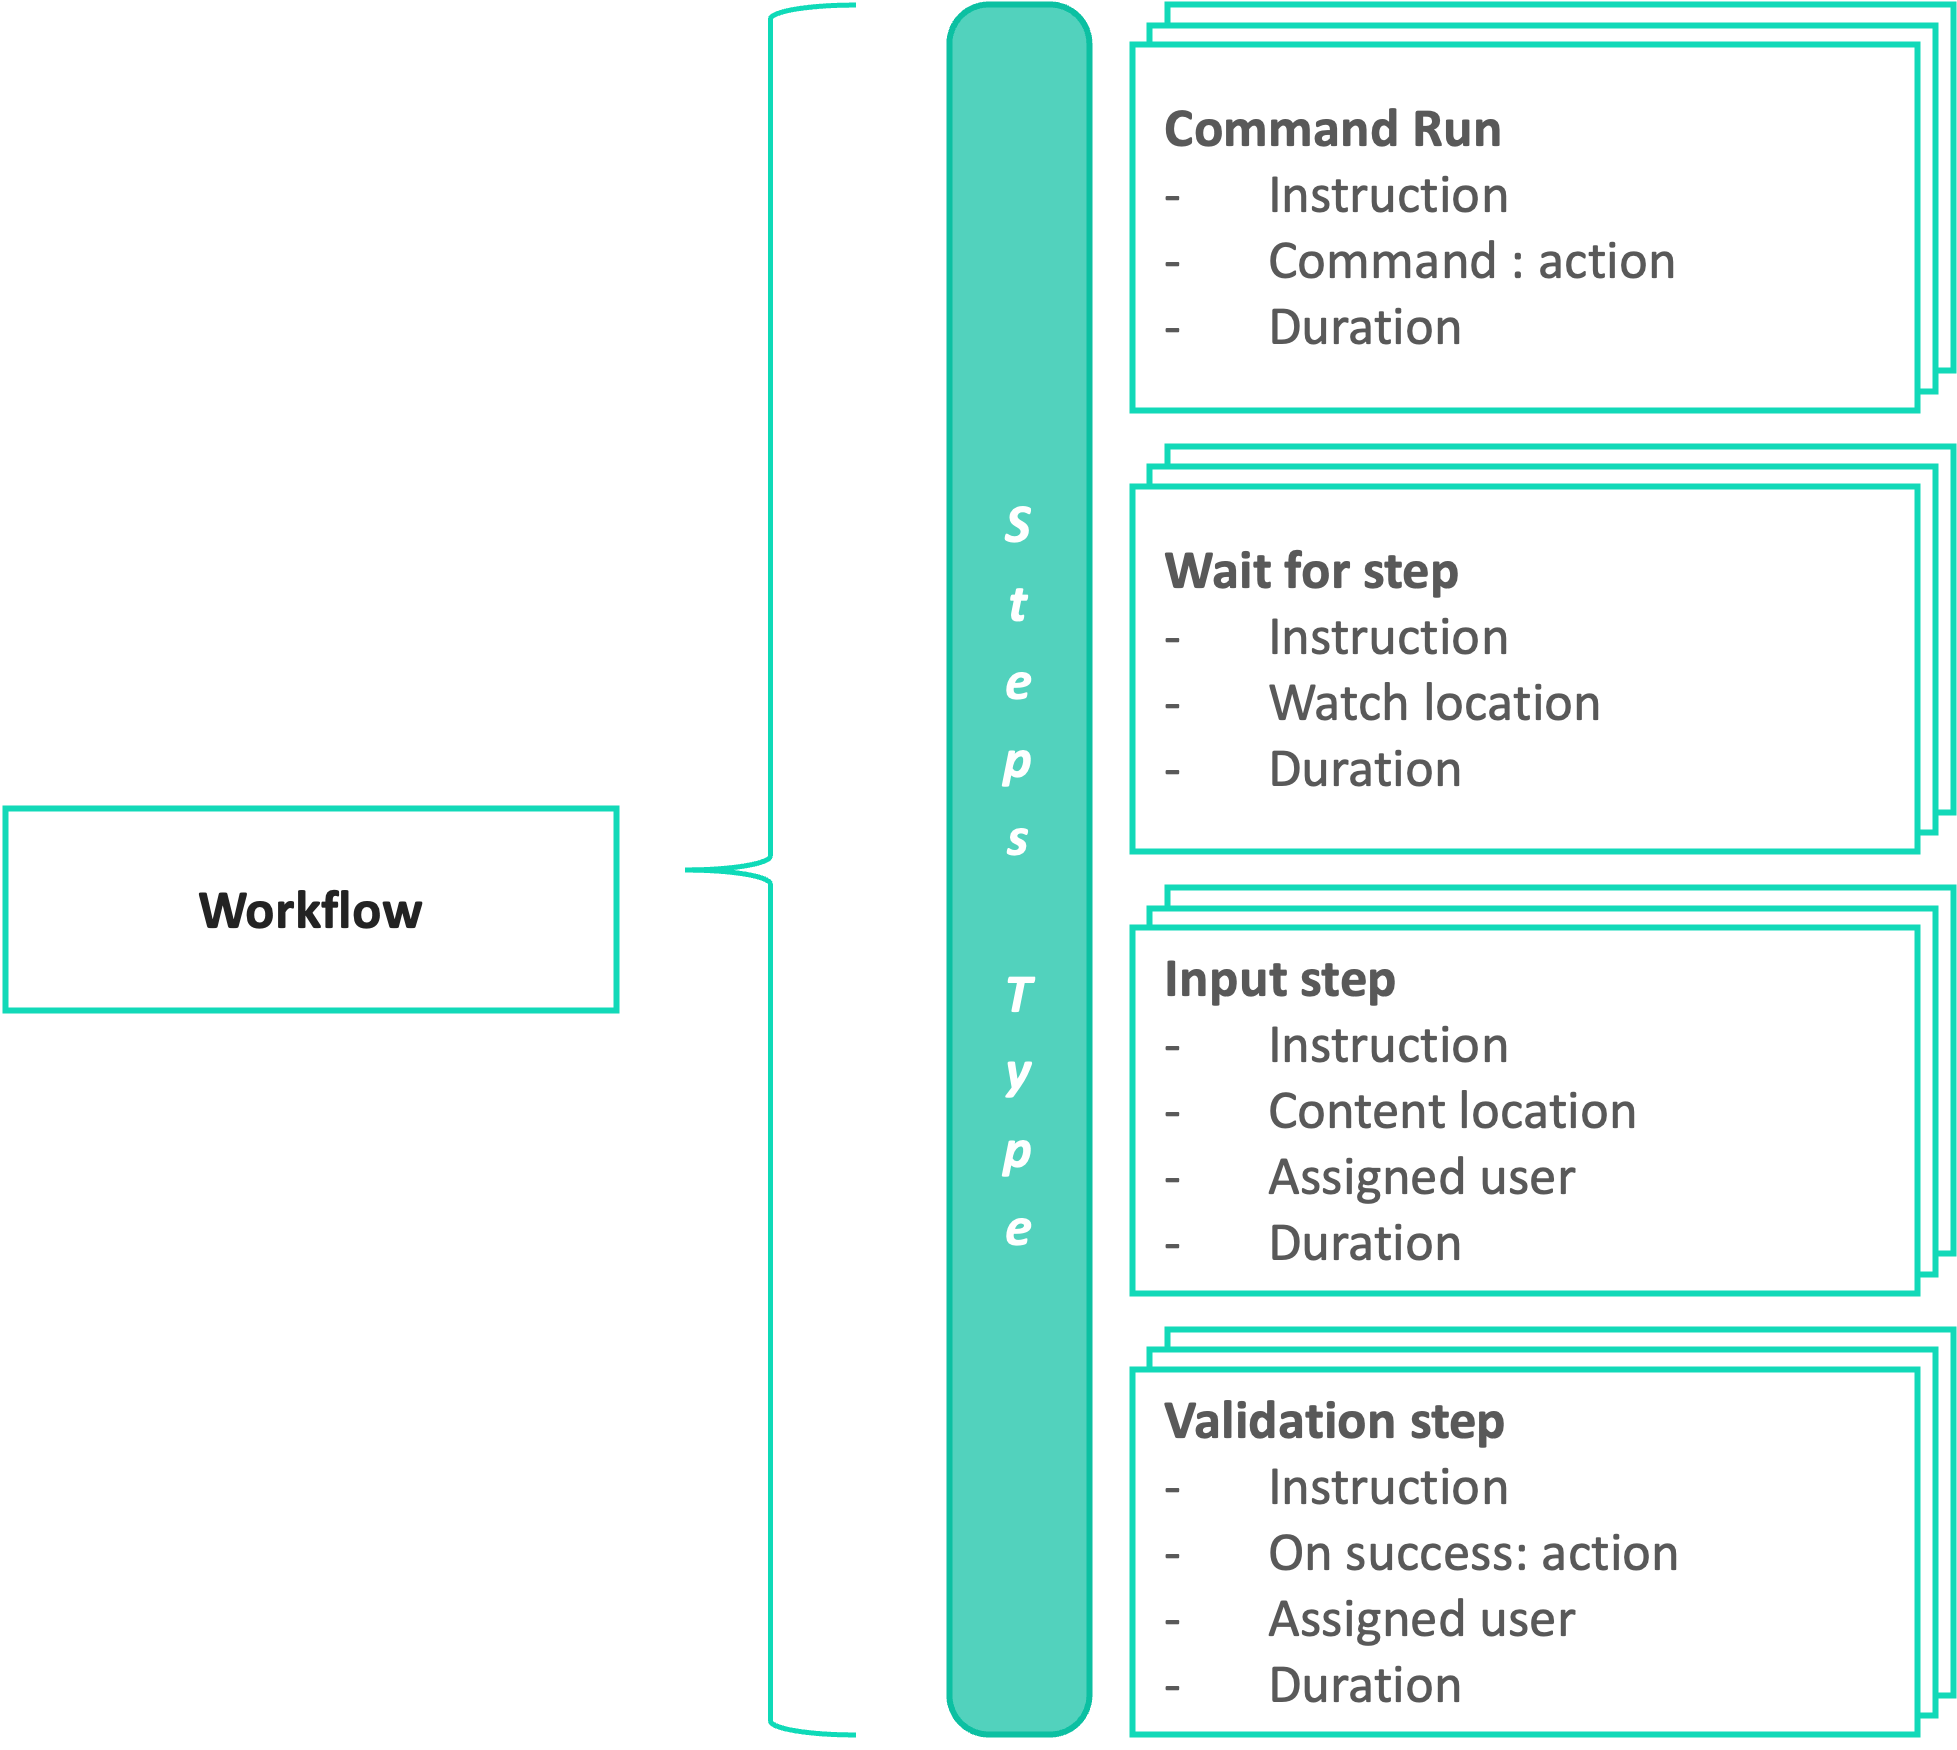 Workflow
Steps Type
Command Run
- Instruction
- Command : action
- Duration
Wait for step
- Instruction
- Watch location
- Duration
Input step
- Instruction
- Content location
- Assigned user
- Duration
Validation step
- Instruction
- On success: action
- Assigned user
- Duration